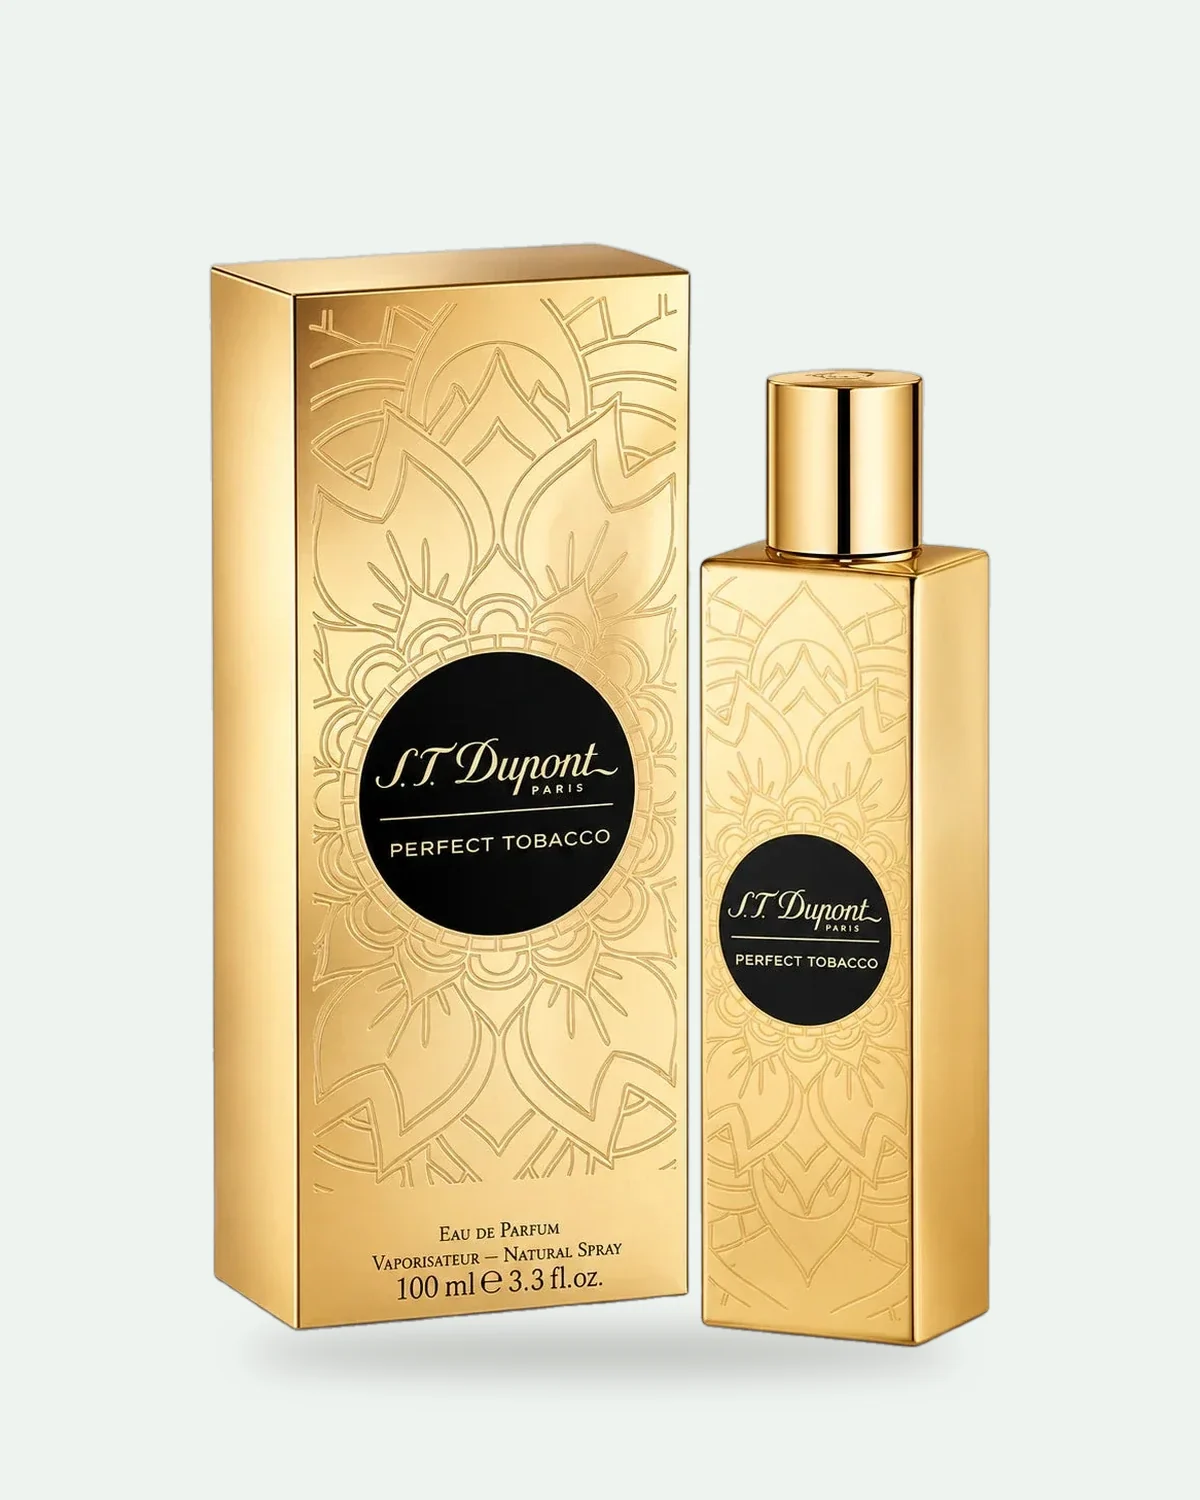 S.T. Dupont
PARIS
PERFECT TOBACCO
EAU DE PARFUM
VAPORISATEUR – NATURAL SPRAY
100 ml ℮ 3.3 fl.oz.
S.T. Dupont
PARIS
PERFECT TOBACCO